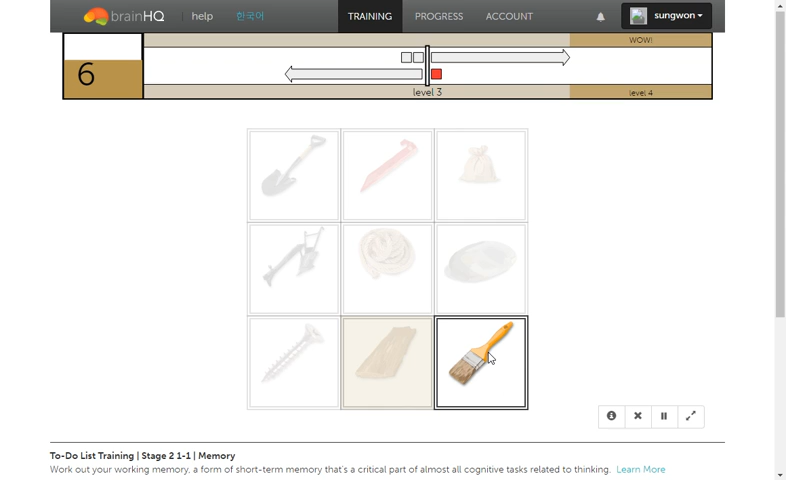 brainHQ help 한국어 TRAINING PROGRESS ACCOUNT sungwon
WOW!
6
level 3 level 4
To-Do List Training | Stage 2 1-1 | Memory
Work out your working memory, a form of short-term memory that's a critical part of almost all cognitive tasks related to thinking. Learn More